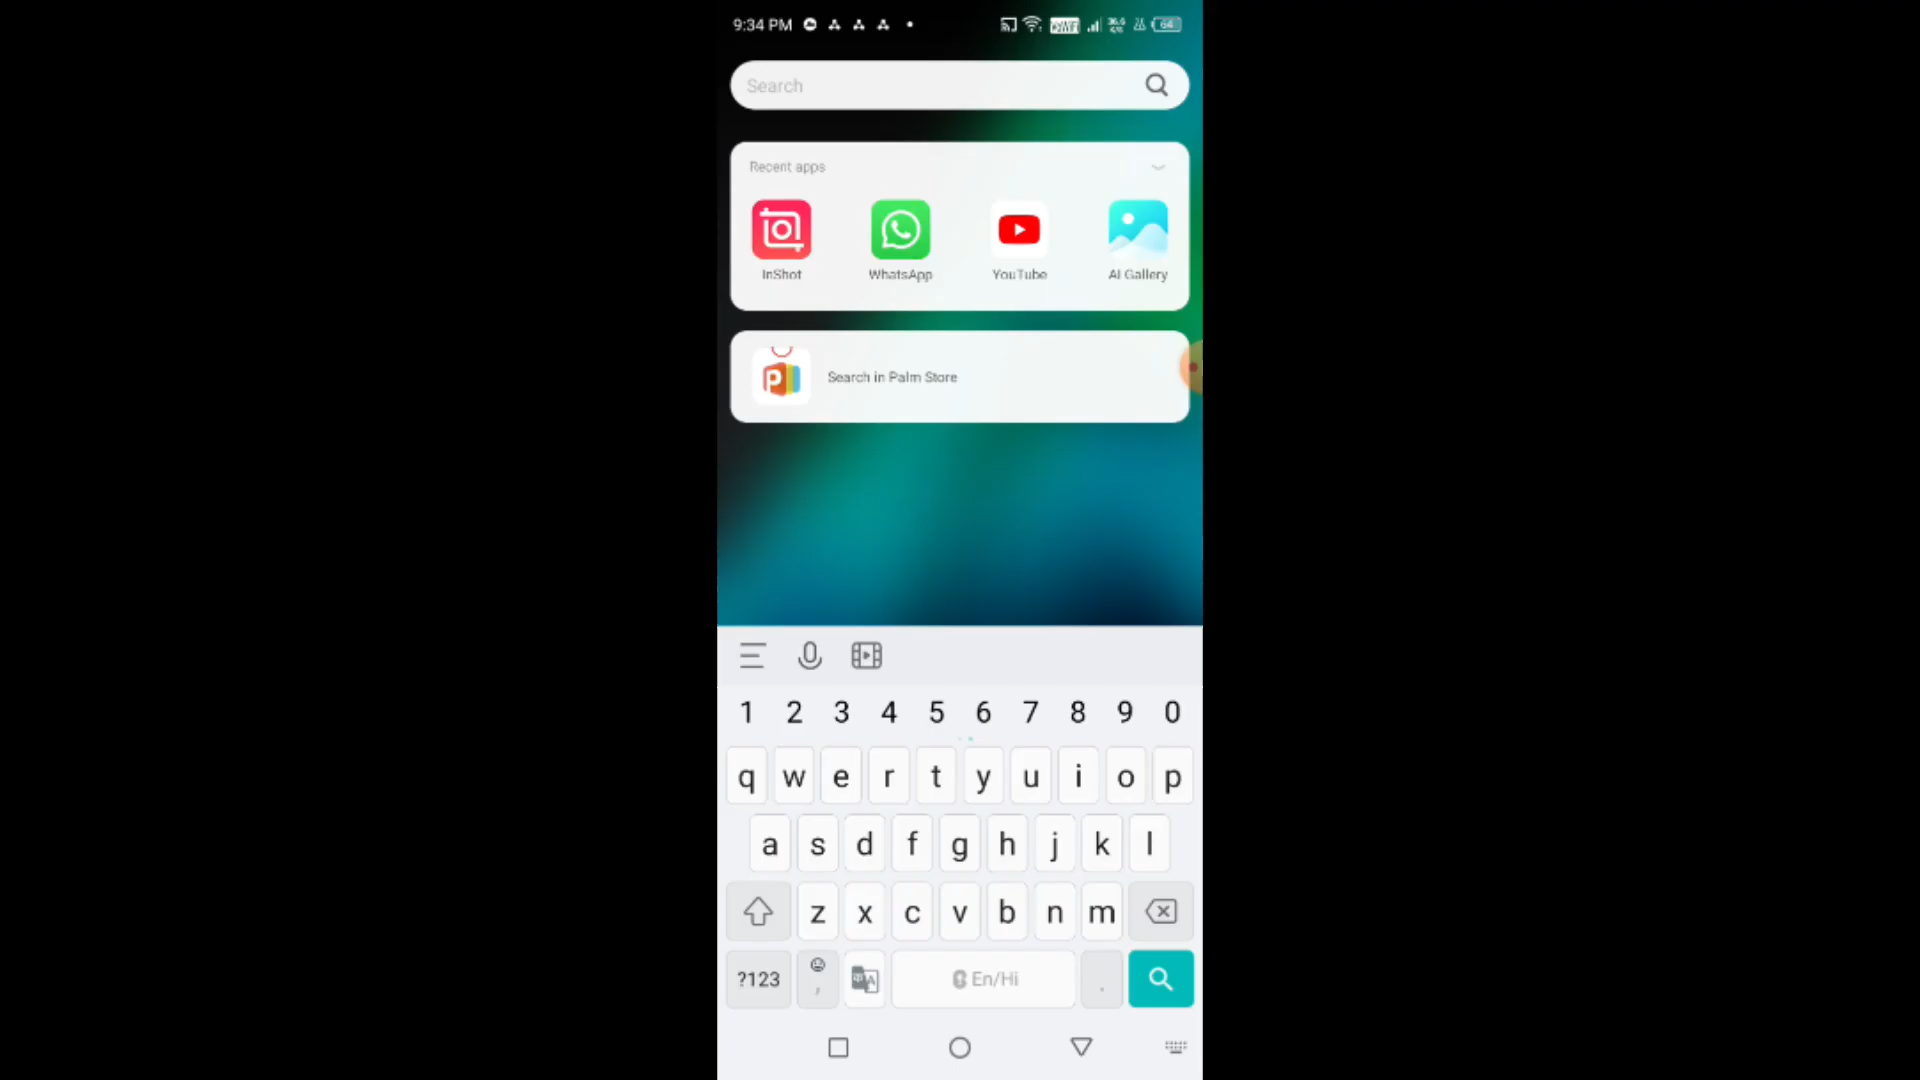 9:34 PM
64
Search
Recent apps
InShot
WhatsApp
YouTube
AI Gallery
P
Search in Palm Store
1 2 3 4 5 6 7 8 9 0
q w e r t y u i o p
a s d f g h j k l
z x c v b n m
?123 , En/Hi .